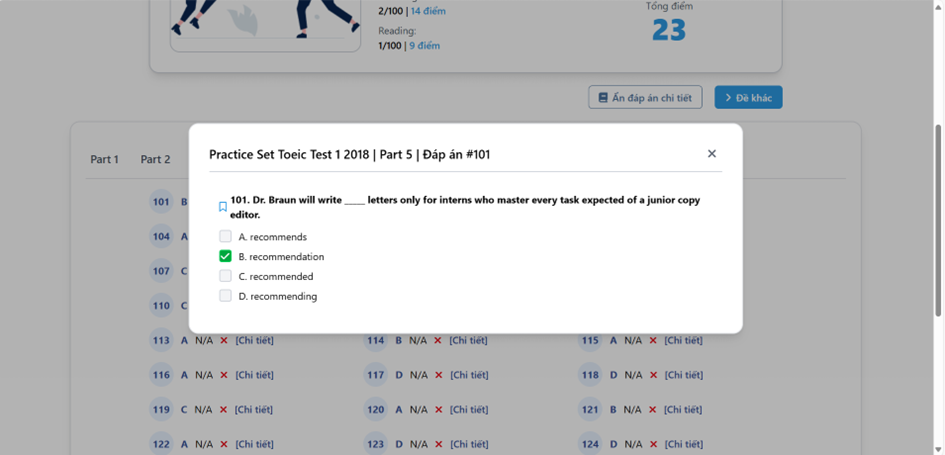 2/100 | 14 điểm
Reading:
1/100 | 9 điểm
Tổng điểm
23
Ẩn đáp án chi tiết
Đề khác
Part 1 Part 2
Practice Set Toeic Test 1 2018 | Part 5 | Đáp án #101
101. Dr. Braun will write ____ letters only for interns who master every task expected of a junior copy
editor.
A. recommends
B. recommendation
C. recommended
D. recommending
101 B
104 A
107 C
110 C
113 A N/A ✕ [Chi tiết] 114 B N/A ✕ [Chi tiết] 115 A N/A ✕ [Chi tiết]
116 A N/A ✕ [Chi tiết] 117 D N/A ✕ [Chi tiết] 118 D N/A ✕ [Chi tiết]
119 C N/A ✕ [Chi tiết] 120 A N/A ✕ [Chi tiết] 121 B N/A ✕ [Chi tiết]
122 A N/A ✕ [Chi tiết] 123 D N/A ✕ [Chi tiết] 124 D N/A ✕ [Chi tiết]